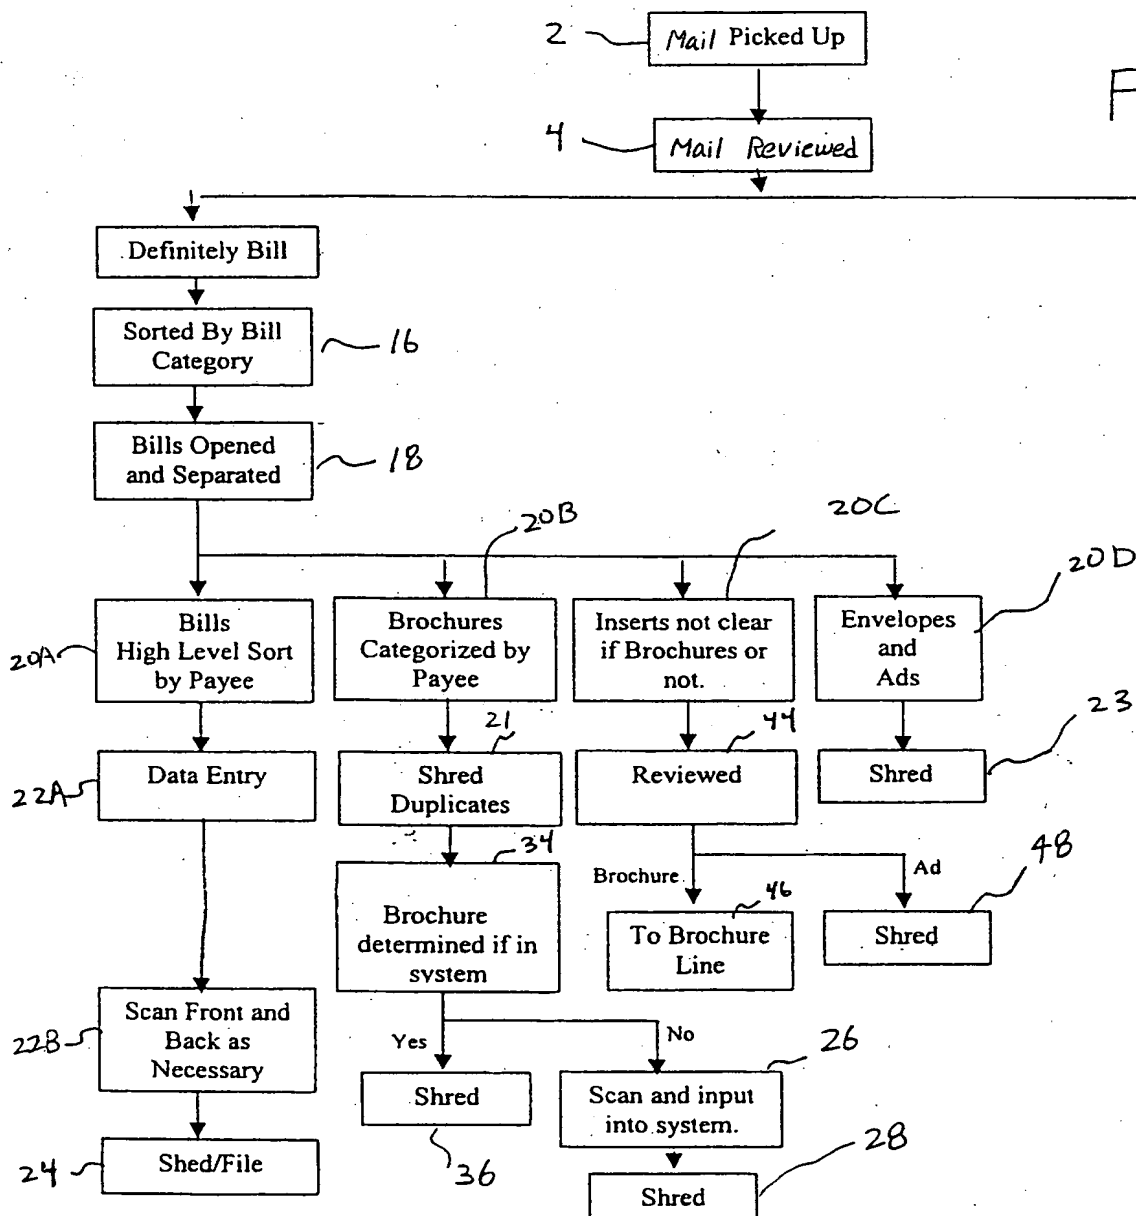 2
Mail Picked Up
F
4
Mail Reviewed
Definitely Bill
Sorted By Bill
Category
16
Bills Opened
and Separated
18
20B
20C
20D
20A
Bills
High Level Sort
by Payee
Brochures
Categorized by
Payee
Inserts not clear
if Brochures or
not.
Envelopes
and
Ads
21
44
23
22A
Data Entry
Shred
Duplicates
Reviewed
Shred
34
48
Brochure
Ad
46
Brochure
determined if in
system
To Brochure
Line
Shred
22B
Scan Front and
Back as
Necessary
Yes
No
26
Shred
Scan and input
into system.
36
28
24
Shed/File
Shred